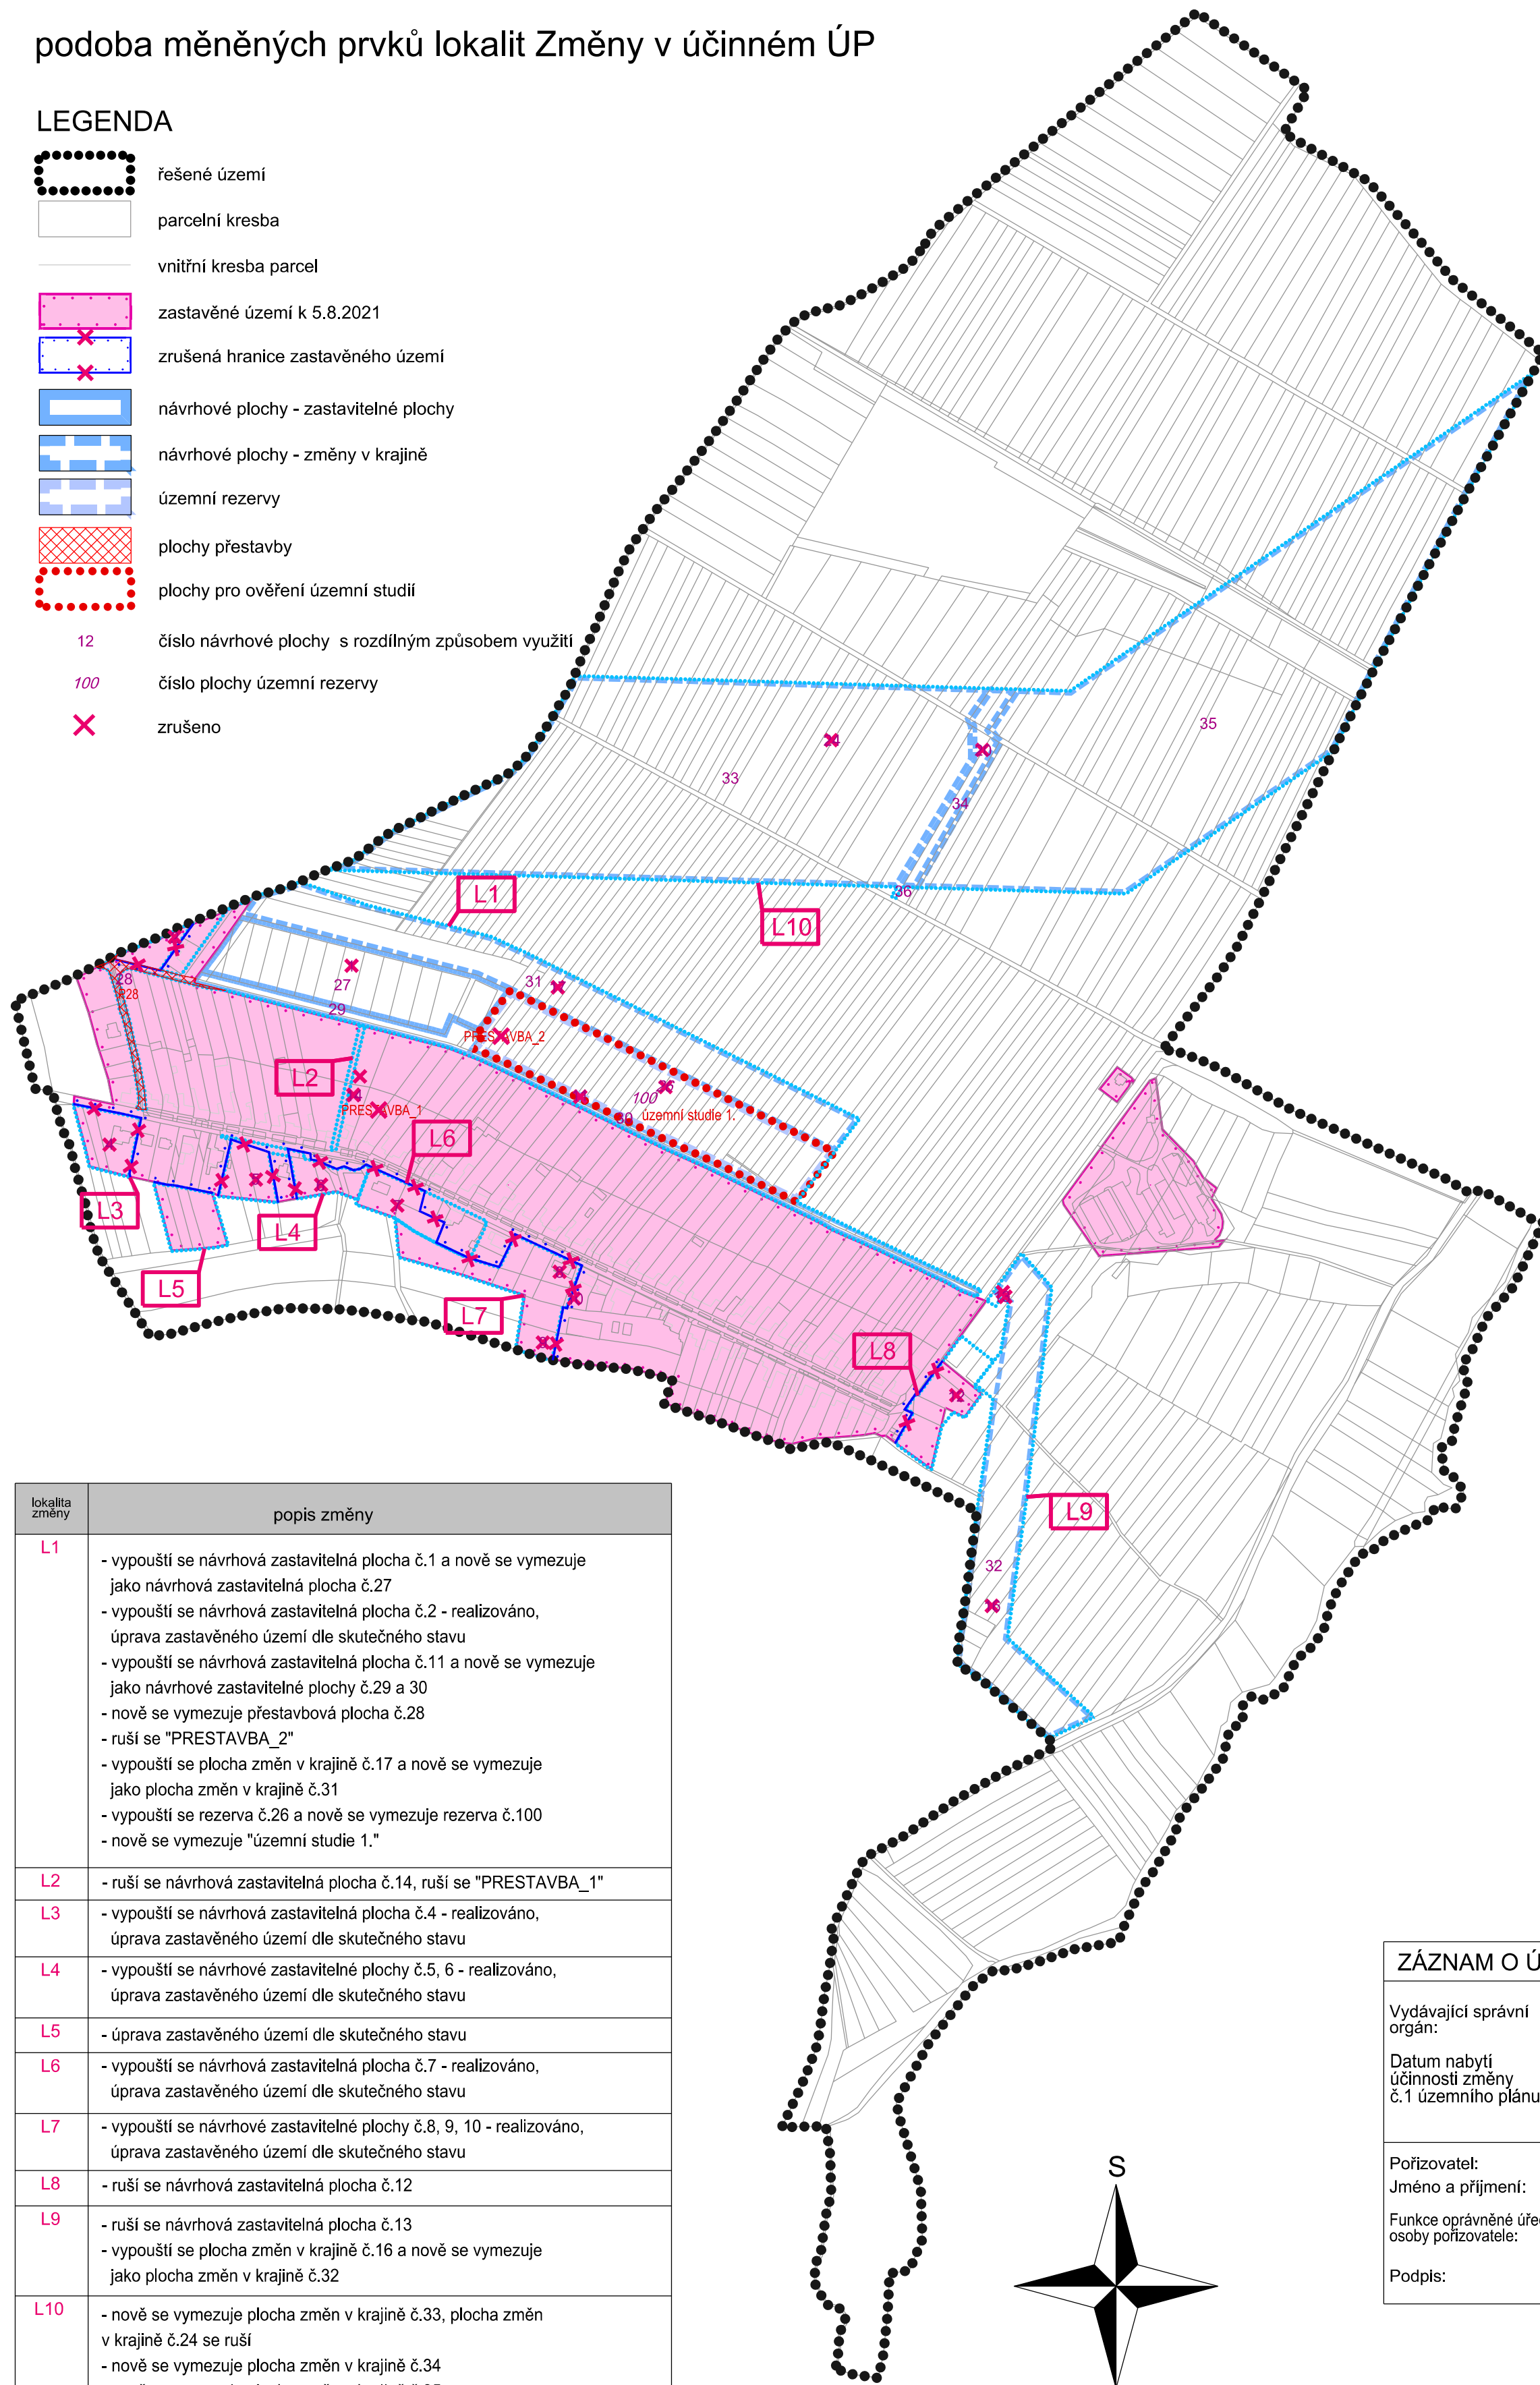 podoba měněných prvků lokalit Změny v účinném ÚP
LEGENDA
řešené území
parcelní kresba
vnitřní kresba parcel
zastavěné území k 5.8.2021
zrušená hranice zastavěného území
návrhové plochy - zastavitelné plochy
návrhové plochy - změny v krajině
územní rezervy
plochy přestavby
plochy pro ověření územní studií
12 číslo návrhové plochy s rozdílným způsobem využití
100 číslo plochy územní rezervy
zrušeno
35
33
34
36
L1
L10
28
P28
27
29
31
PRESTAVBA_2
L2
PRESTAVBA_1
100
30 územní studie 1.
L6
L3
L4
L5
L7
L8
L9
32
lokalita
změny
popis změny
L1
- vypouští se návrhová zastavitelná plocha č.1 a nově se vymezuje
jako návrhová zastavitelná plocha č.27
- vypouští se návrhová zastavitelná plocha č.2 - realizováno,
úprava zastavěného území dle skutečného stavu
- vypouští se návrhová zastavitelná plocha č.11 a nově se vymezuje
jako návrhové zastavitelné plochy č.29 a 30
- nově se vymezuje přestavbová plocha č.28
- ruší se "PRESTAVBA_2"
- vypouští se plocha změn v krajině č.17 a nově se vymezuje
jako plocha změn v krajině č.31
- vypouští se rezerva č.26 a nově se vymezuje rezerva č.100
- nově se vymezuje "územní studie 1."
L2
- ruší se návrhová zastavitelná plocha č.14, ruší se "PRESTAVBA_1"
L3
- vypouští se návrhová zastavitelná plocha č.4 - realizováno,
úprava zastavěného území dle skutečného stavu
L4
- vypouští se návrhové zastavitelné plochy č.5, 6 - realizováno,
úprava zastavěného území dle skutečného stavu
L5
- úprava zastavěného území dle skutečného stavu
L6
- vypouští se návrhová zastavitelná plocha č.7 - realizováno,
úprava zastavěného území dle skutečného stavu
L7
- vypouští se návrhové zastavitelné plochy č.8, 9, 10 - realizováno,
úprava zastavěného území dle skutečného stavu
L8
- ruší se návrhová zastavitelná plocha č.12
L9
- ruší se návrhová zastavitelná plocha č.13
- vypouští se plocha změn v krajině č.16 a nově se vymezuje
jako plocha změn v krajině č.32
L10
- nově se vymezuje plocha změn v krajině č.33, plocha změn
v krajině č.24 se ruší
- nově se vymezuje plocha změn v krajině č.34
S
ZÁZNAM O Ú
Vydávající správní
orgán:
Datum nabytí
účinnosti změny
č.1 územního plánu
Pořizovatel:
Jméno a příjmení:
Funkce oprávněné úře
osoby pořizovatele:
Podpis: